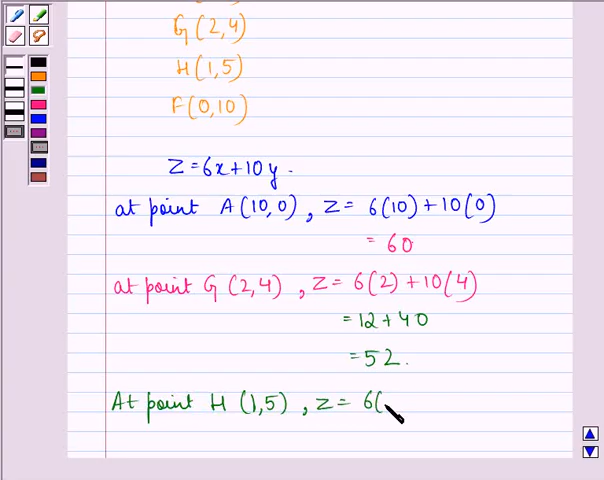 G(2,4)
H(1,5)
F(0,10)
Z=6x+10y.
at point A(10,0), Z= 6(10)+10(0)
= 60
at point G(2,4), Z= 6(2)+10(4)
=12+40
=52.
At point H (1,5), Z= 6(